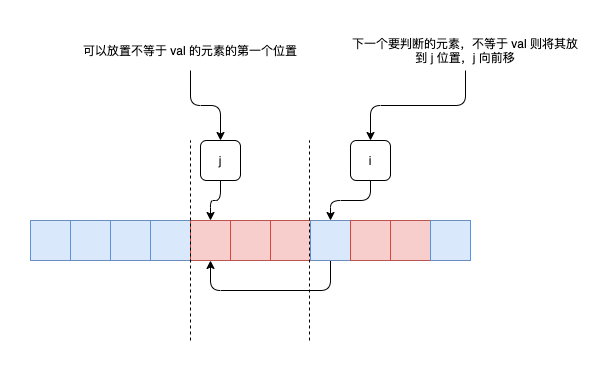 可以放置不等于 val 的元素的第一个位置
下一个要判断的元素，不等于 val 则将其放
到 j 位置，j 向前移
j
i